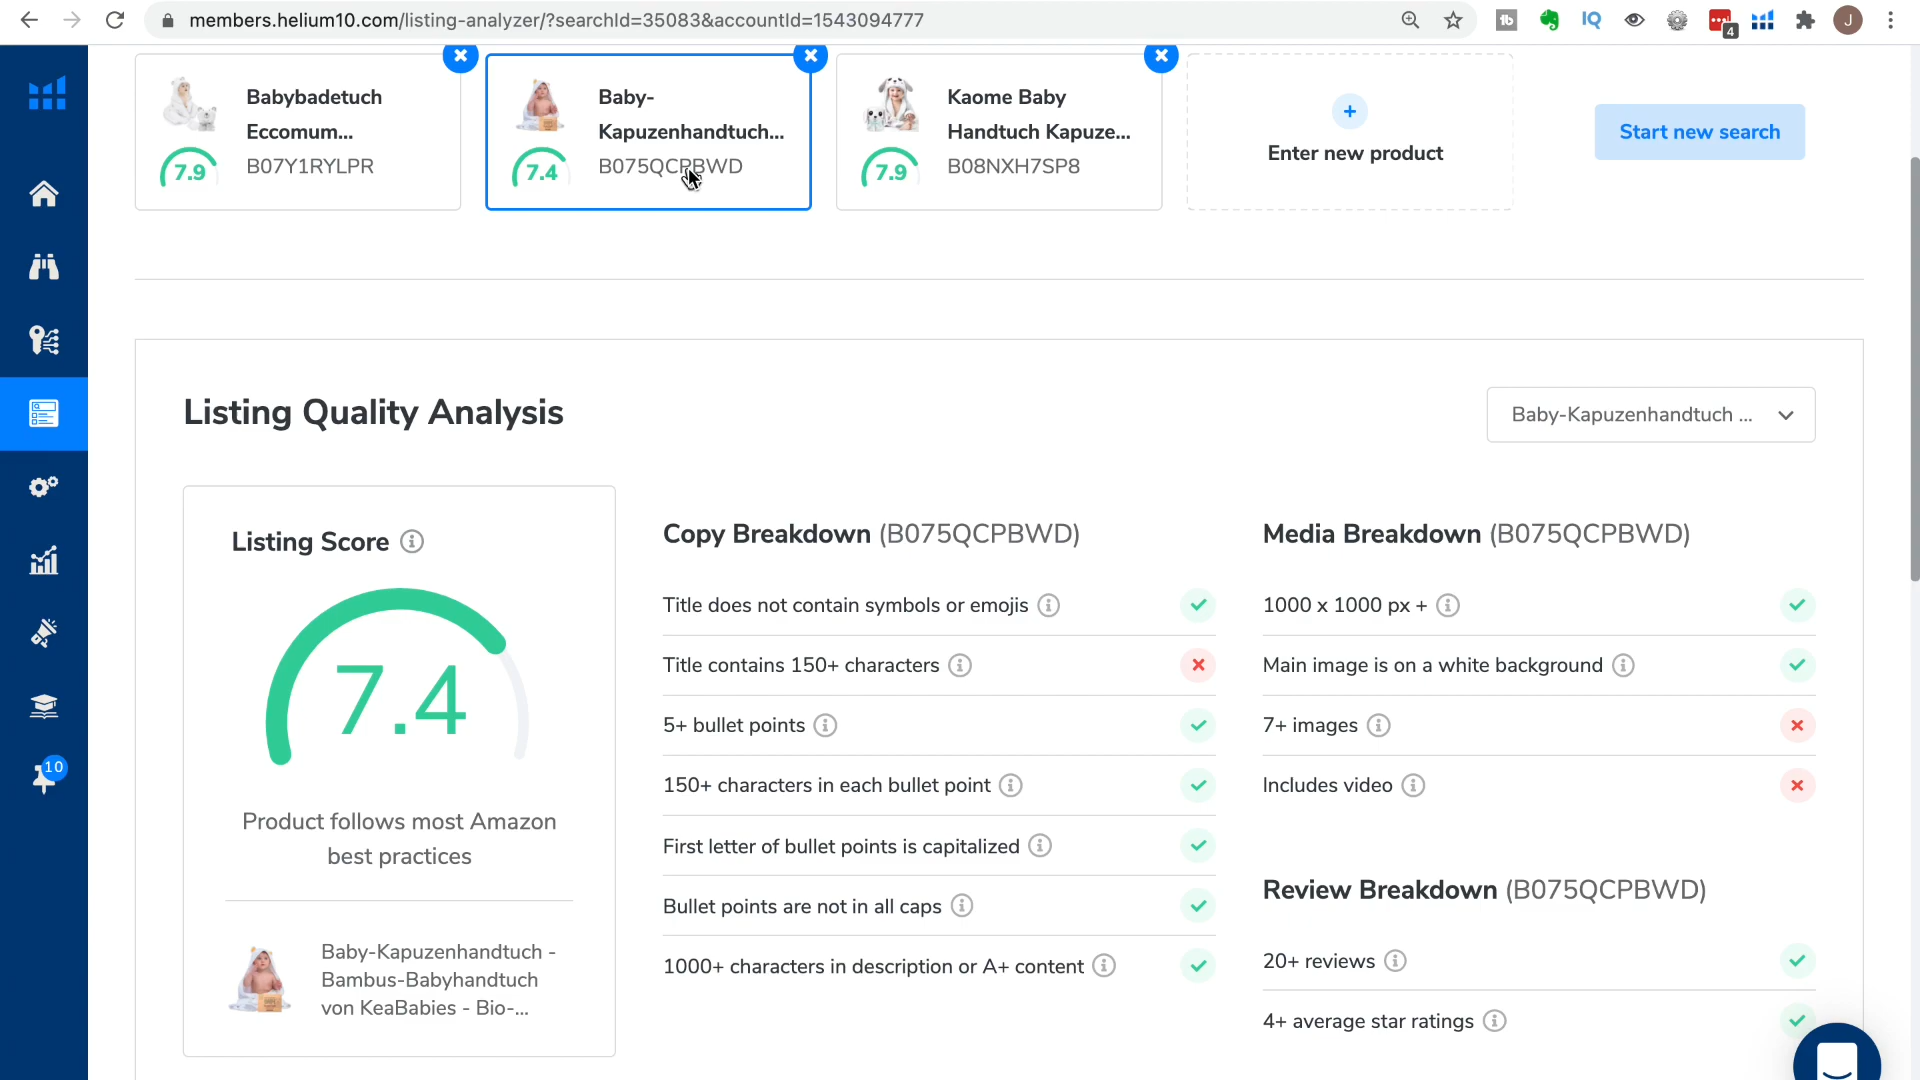 members.helium10.com/listing-analyzer/?searchId=35083&accountId=1543094777
tb
IQ
4
J
Babybadetuch
Eccomum...
B07Y1RYLPR
7.9
Baby-
Kapuzenhandtuch...
B075QCPBWD
7.4
Kaome Baby
Handtuch Kapuze...
B08NXH7SP8
7.9
Enter new product
Start new search
Listing Quality Analysis
Baby-Kapuzenhandtuch ...
Listing Score
7.4
Product follows most Amazon
best practices
Baby-Kapuzenhandtuch -
Bambus-Babyhandtuch
von KeaBabies - Bio-...
Copy Breakdown (B075QCPBWD)
Title does not contain symbols or emojis
Title contains 150+ characters
5+ bullet points
150+ characters in each bullet point
First letter of bullet points is capitalized
Bullet points are not in all caps
1000+ characters in description or A+ content
Media Breakdown (B075QCPBWD)
1000 x 1000 px +
Main image is on a white background
7+ images
Includes video
Review Breakdown (B075QCPBWD)
20+ reviews
4+ average star ratings
10